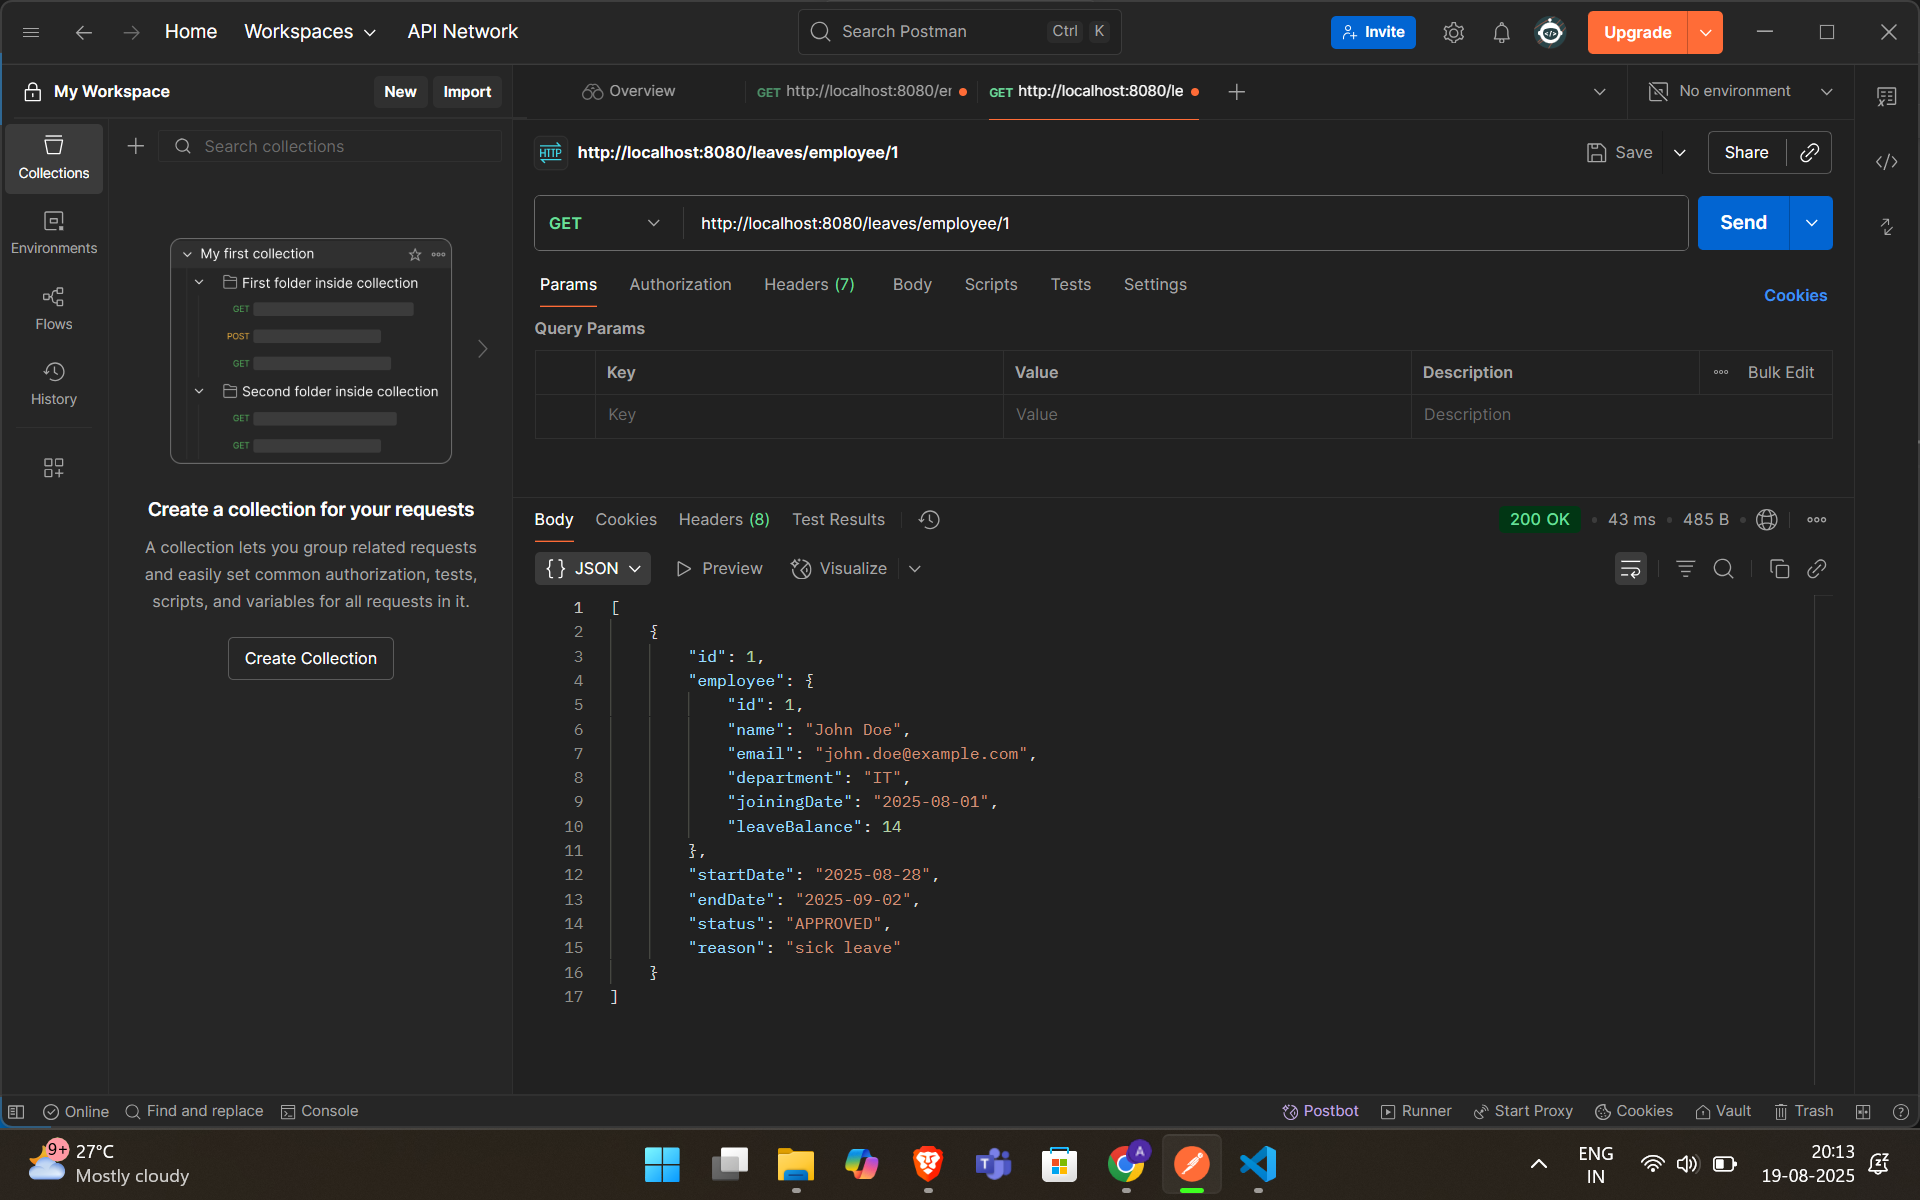 Home Workspaces API Network Search Postman Ctrl K Invite Upgrade
My Workspace New Import Overview GET http://localhost:8080/er GET http://localhost:8080/le No environment
Search collections
Collections
HTTP http://localhost:8080/leaves/employee/1 Save Share
GET http://localhost:8080/leaves/employee/1 Send
Environments
Flows
History
My first collection
First folder inside collection
GET
POST
GET
Second folder inside collection
GET
GET
Create a collection for your requests
A collection lets you group related requests
and easily set common authorization, tests,
scripts, and variables for all requests in it.
Create Collection
Params Authorization Headers (7) Body Scripts Tests Settings Cookies
Query Params
Key Value Description Bulk Edit
Key Value Description
Body Cookies Headers (8) Test Results 200 OK 43 ms 485 B
{} JSON Preview Visualize
1 [
2 {
3 "id": 1,
4 "employee": {
5 "id": 1,
6 "name": "John Doe",
7 "email": "john.doe@example.com",
8 "department": "IT",
9 "joiningDate": "2025-08-01",
10 "leaveBalance": 14
11 },
12 "startDate": "2025-08-28",
13 "endDate": "2025-09-02",
14 "status": "APPROVED",
15 "reason": "sick leave"
16 }
17 ]
Online Find and replace Console Postbot Runner Start Proxy Cookies Vault Trash
9+ 27°C
Mostly cloudy
A
ENG
IN
20:13
19-08-2025